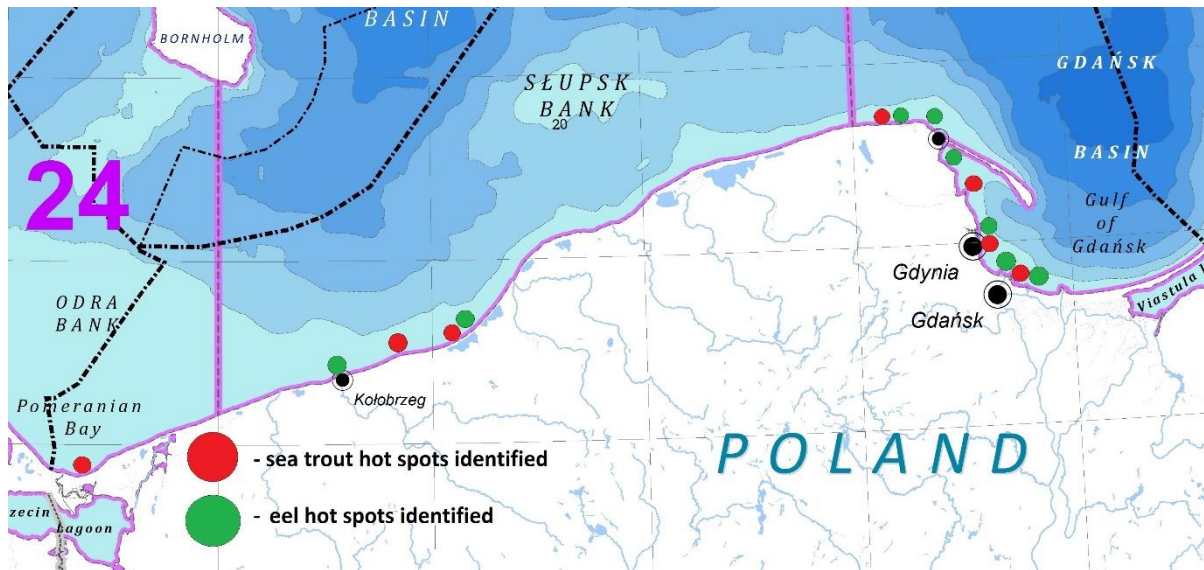 BASIN
BORNHOLM
SŁUPSK
BANK
20
GDAŃSK
BASIN
24
Gulf
of
Gdańsk
Gdynia
Viastula
Gdańsk
ODRA
BANK
Kołobrzeg
Pomeranian
Bay
- sea trout hot spots identified
POLAND
zecin
Lagoon
- eel hot spots identified